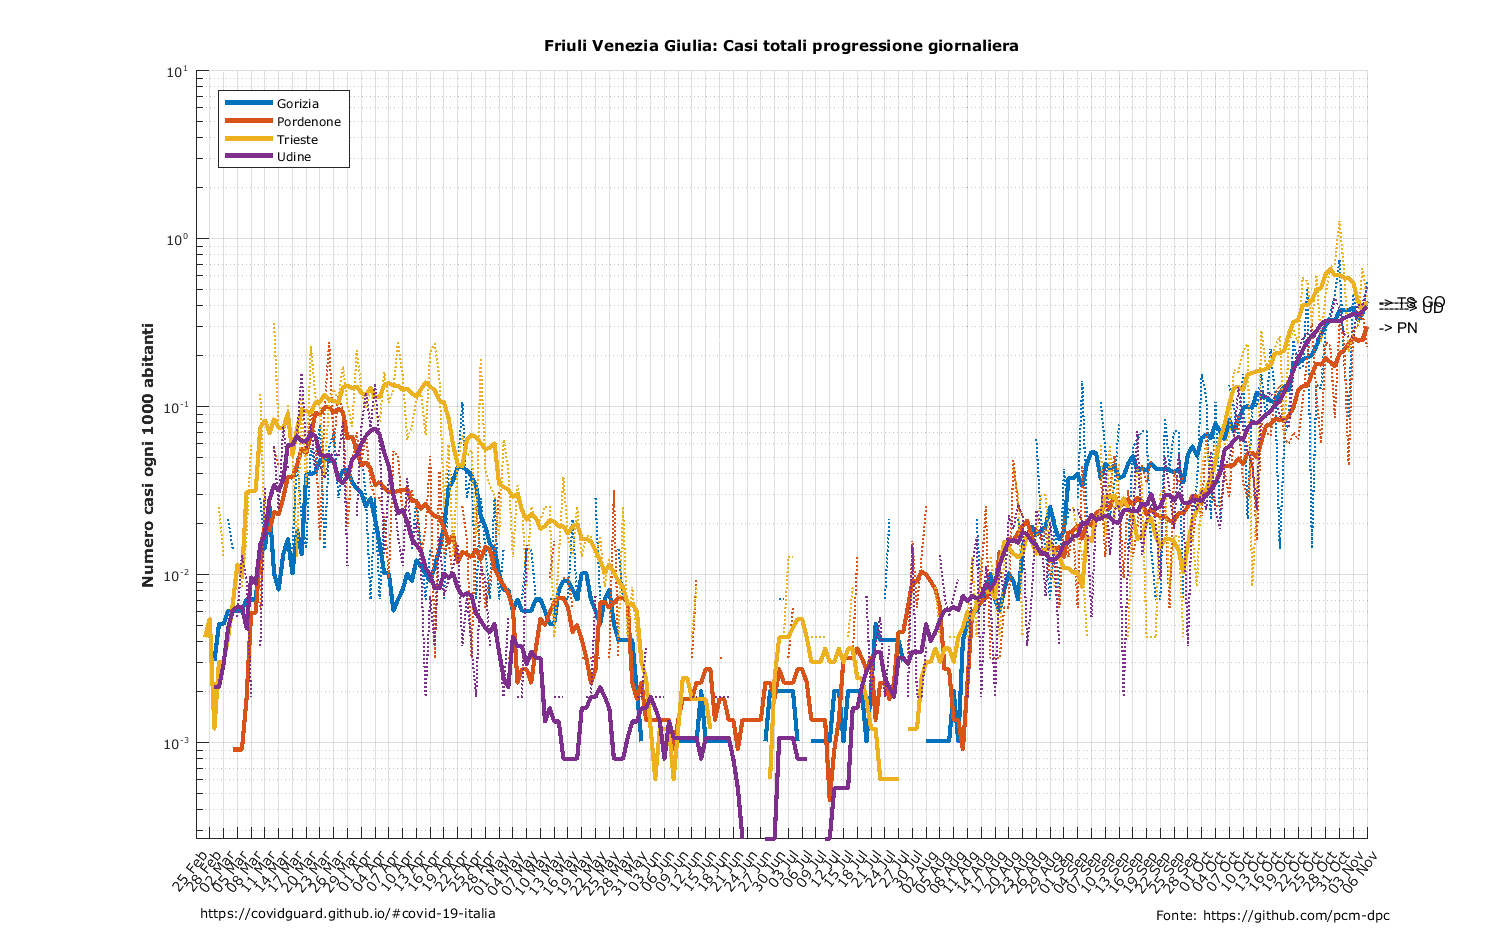 Friuli Venezia Giulia: Casi totali progressione giornaliera
Numero casi ogni 1000 abitanti
10^1
10^0
10^-1
10^-2
10^-3
Gorizia
Pordenone
Trieste
Udine
-> TS
GO
UD
-> PN
25 Feb
28 Feb
02 Mar
05 Mar
08 Mar
11 Mar
14 Mar
17 Mar
20 Mar
23 Mar
26 Mar
29 Mar
01 Apr
04 Apr
07 Apr
10 Apr
13 Apr
16 Apr
19 Apr
22 Apr
25 Apr
28 Apr
01 May
04 May
07 May
10 May
13 May
16 May
19 May
22 May
25 May
28 May
31 May
03 Jun
06 Jun
09 Jun
12 Jun
15 Jun
18 Jun
21 Jun
24 Jun
27 Jun
30 Jun
03 Jul
06 Jul
09 Jul
12 Jul
15 Jul
18 Jul
21 Jul
24 Jul
27 Jul
30 Jul
02 Aug
05 Aug
08 Aug
11 Aug
14 Aug
17 Aug
20 Aug
23 Aug
26 Aug
29 Aug
01 Sep
04 Sep
07 Sep
10 Sep
13 Sep
16 Sep
19 Sep
22 Sep
25 Sep
28 Sep
01 Oct
04 Oct
07 Oct
10 Oct
13 Oct
16 Oct
19 Oct
22 Oct
25 Oct
28 Oct
31 Oct
03 Nov
06 Nov
https://covidguard.github.io/#covid-19-italia
Fonte: https://github.com/pcm-dpc